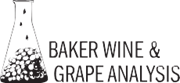 BAKER WINE &
GRAPE ANALYSIS